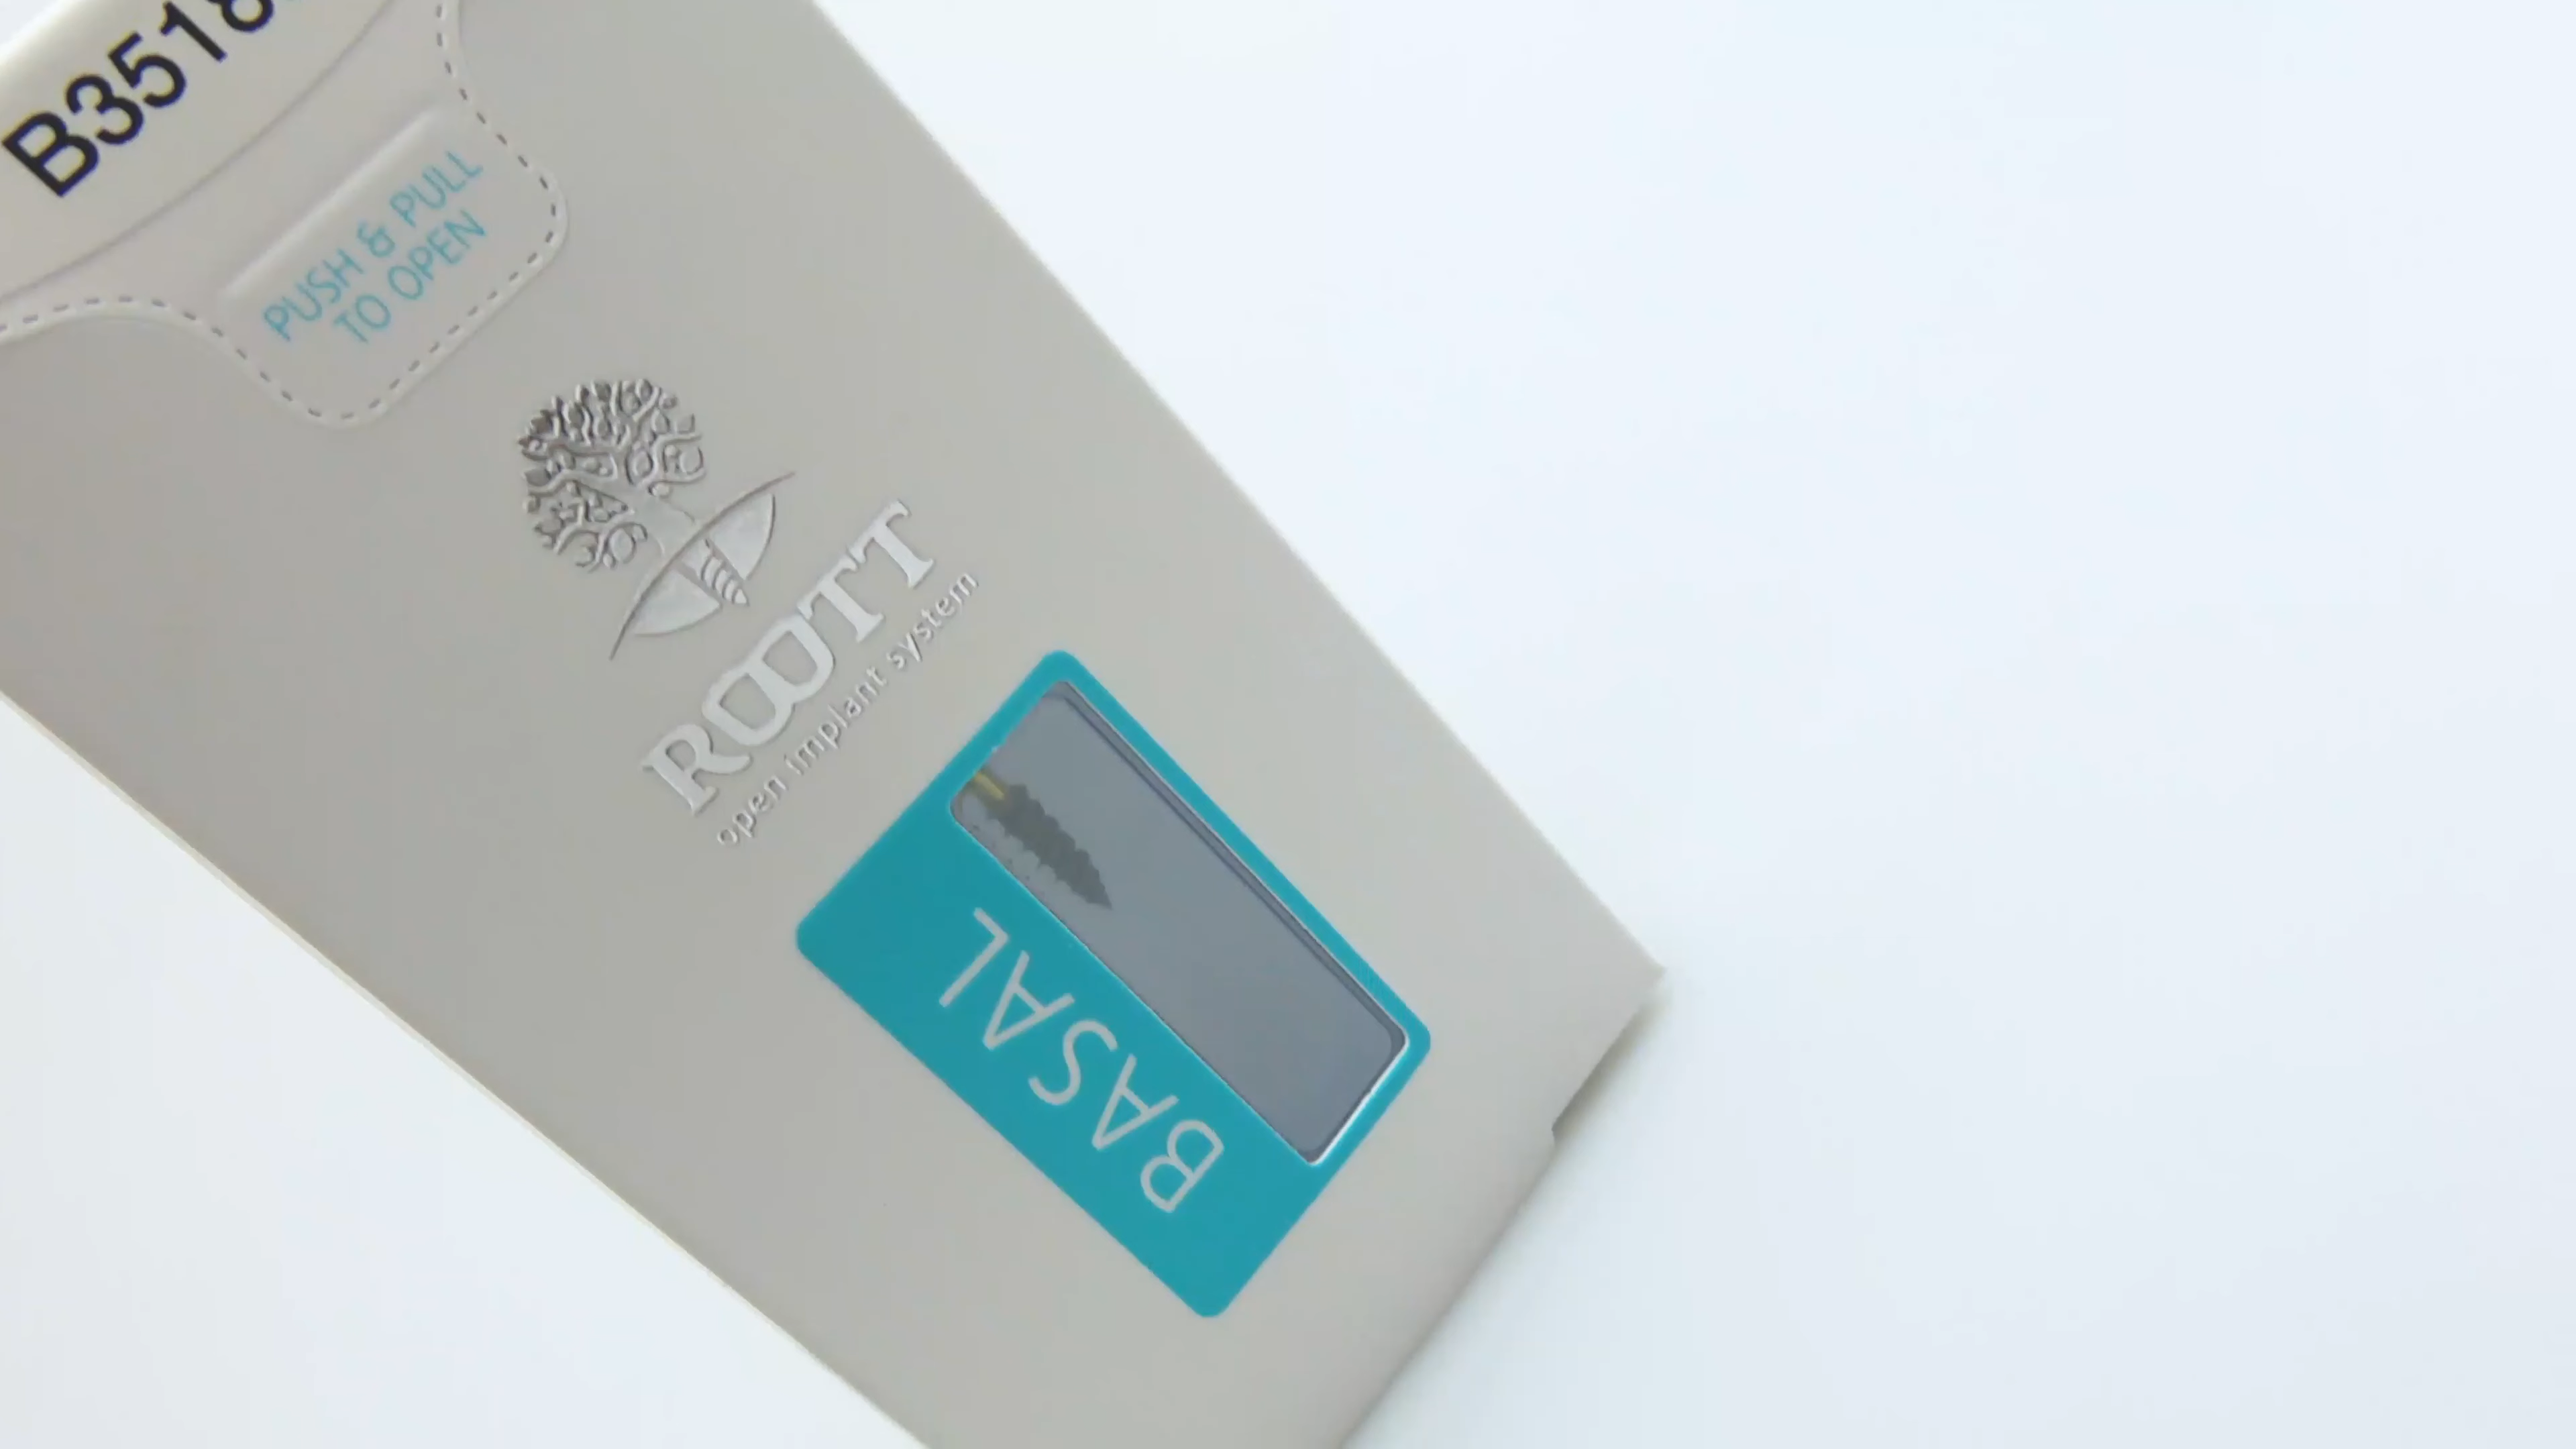 B3518
PUSH & PULL
TO OPEN
ROOTT
open implant system
BASAL